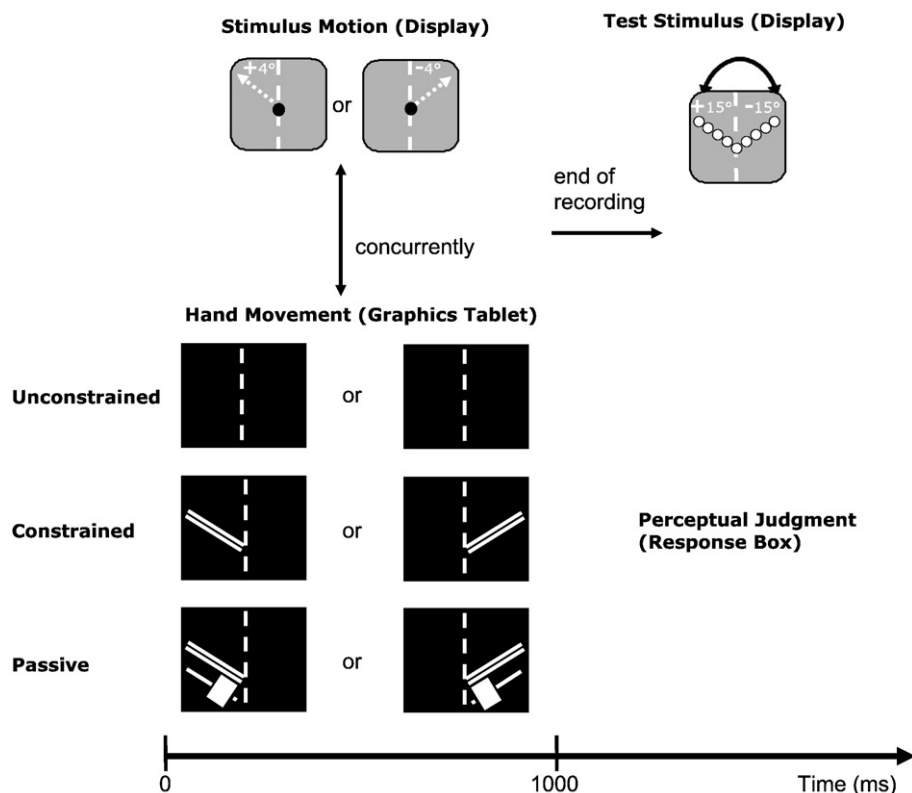 Stimulus Motion (Display)
Test Stimulus (Display)
+4°
or
-4°
+15° -15°
end of
recording
concurrently
Hand Movement (Graphics Tablet)
Unconstrained
or
Constrained
or
Perceptual Judgment
(Response Box)
Passive
or
0
1000
Time (ms)